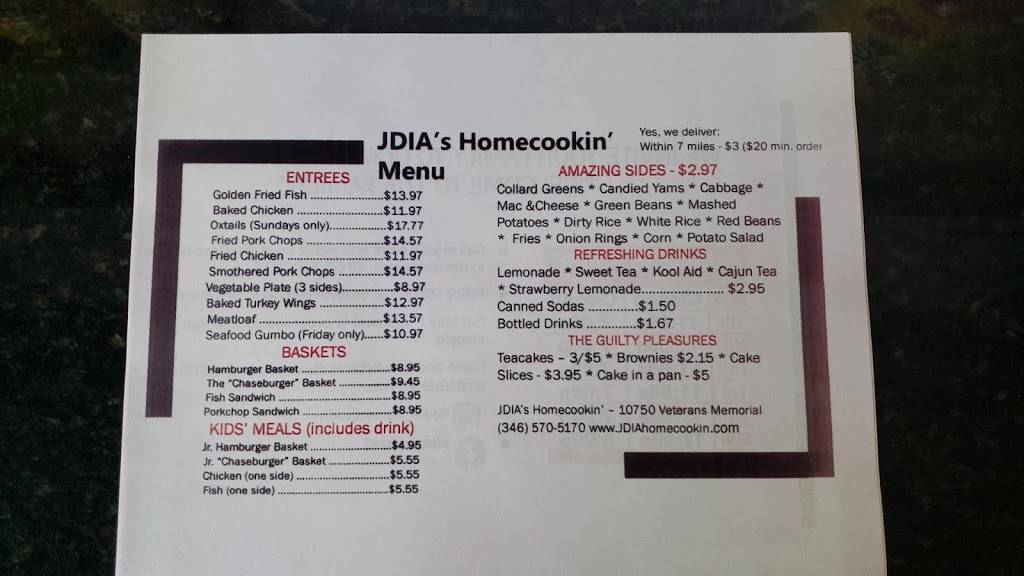 JDIA's Homecookin'
Menu
Yes, we deliver:
Within 7 miles - $3 ($20 min. order
ENTREES
Golden Fried Fish .......................$13.97
Baked Chicken ...........................$11.97
Oxtails (Sundays only).................$17.77
Fried Pork Chops ........................$14.57
Fried Chicken .............................$11.97
Smothered Pork Chops ...............$14.57
Vegetable Plate (3 sides)................$8.97
Baked Turkey Wings ....................$12.97
Meatloaf ......................................$13.57
Seafood Gumbo (Friday only)......$10.97
BASKETS
Hamburger Basket ...........................$8.95
The "Chaseburger" Basket ................$9.45
Fish Sandwich ..................................$8.95
Porkchop Sandwich ..........................$8.95
KIDS' MEALS (includes drink)
Jr. Hamburger Basket ........................$4.95
Jr. "Chaseburger" Basket ...................$5.55
Chicken (one side) ............................$5.55
Fish (one side) ..................................$5.55
AMAZING SIDES - $2.97
Collard Greens * Candied Yams * Cabbage *
Mac &Cheese * Green Beans * Mashed
Potatoes * Dirty Rice * White Rice * Red Beans
* Fries * Onion Rings * Corn * Potato Salad
REFRESHING DRINKS
Lemonade * Sweet Tea * Kool Aid * Cajun Tea
* Strawberry Lemonade....................... $2.95
Canned Sodas .............$1.50
Bottled Drinks .............$1.67
THE GUILTY PLEASURES
Teacakes – 3/$5 * Brownies $2.15 * Cake
Slices - $3.95 * Cake in a pan - $5
JDIA's Homecookin' – 10750 Veterans Memorial
(346) 570-5170 www.JDIAhomecookin.com